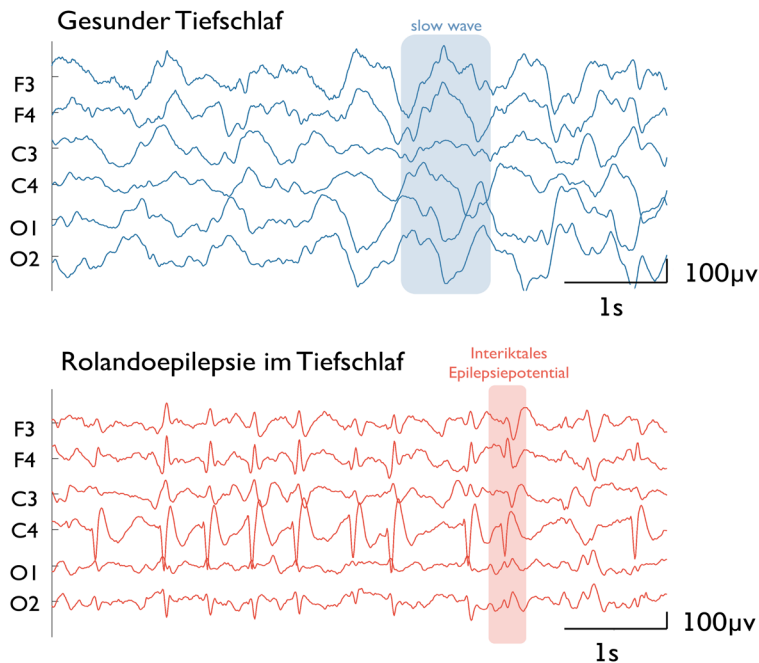 Gesunder Tiefschlaf
slow wave
F3
F4
C3
C4
O1
O2
100µv
1s
Rolandoepilepsie im Tiefschlaf
Interiktales
Epilepsiepotential
F3
F4
C3
C4
O1
O2
100µv
1s